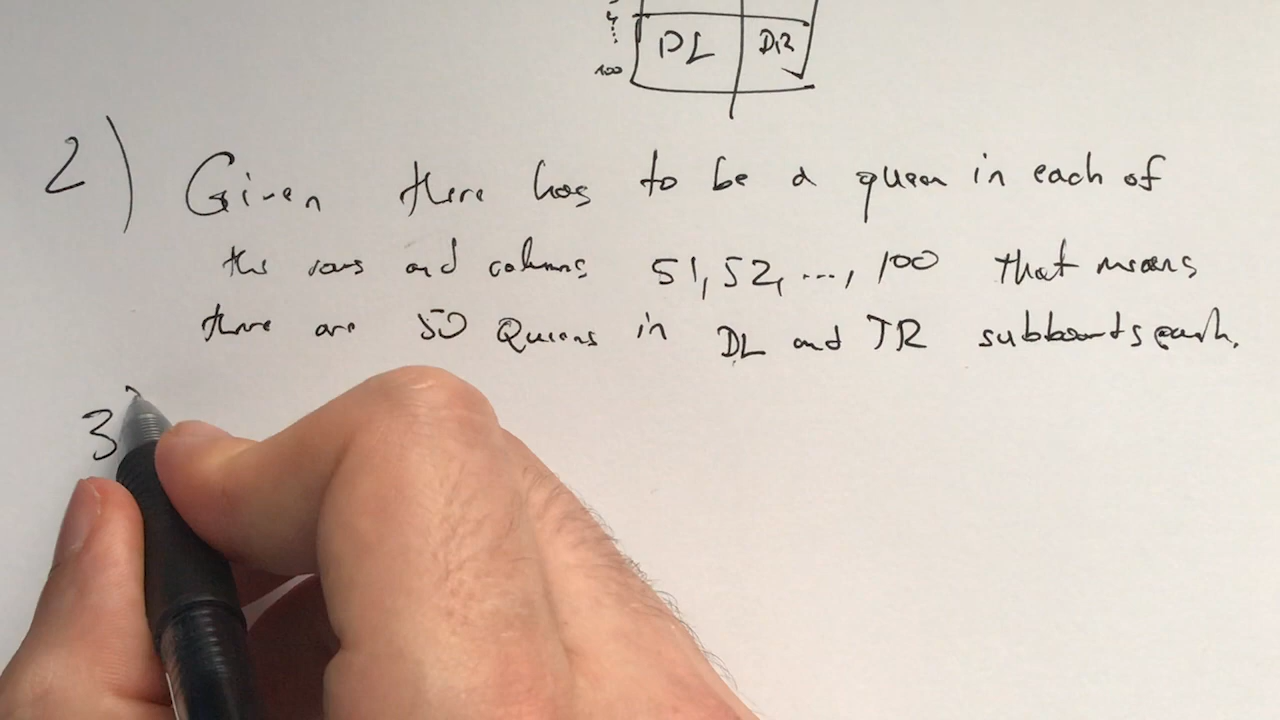 4
DL DR
100
2) Given there has to be a queen in each of
the rows and columns 51, 52, ..., 100 that means
there are 50 Queens in DL and TR subboards each.
3